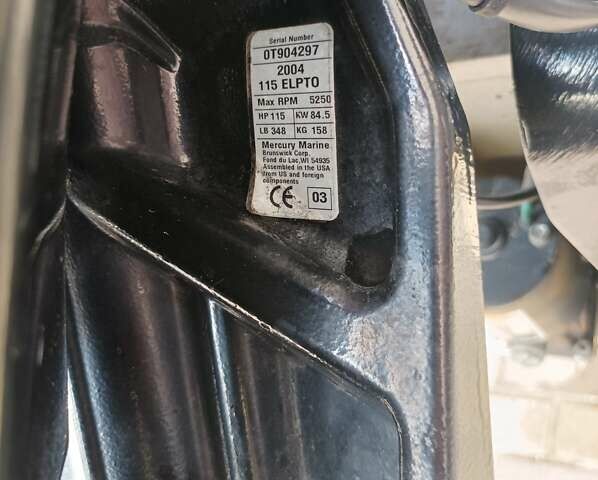 Serial Number
0T904297
2004
115 ELPTO
Max RPM 5250
HP 115 KW 84.5
LB 348 KG 158
Mercury Marine
Brunswick Corp.
Fond du Lac,WI 54935
Assembled in the USA
from US and foreign
components
CE 03